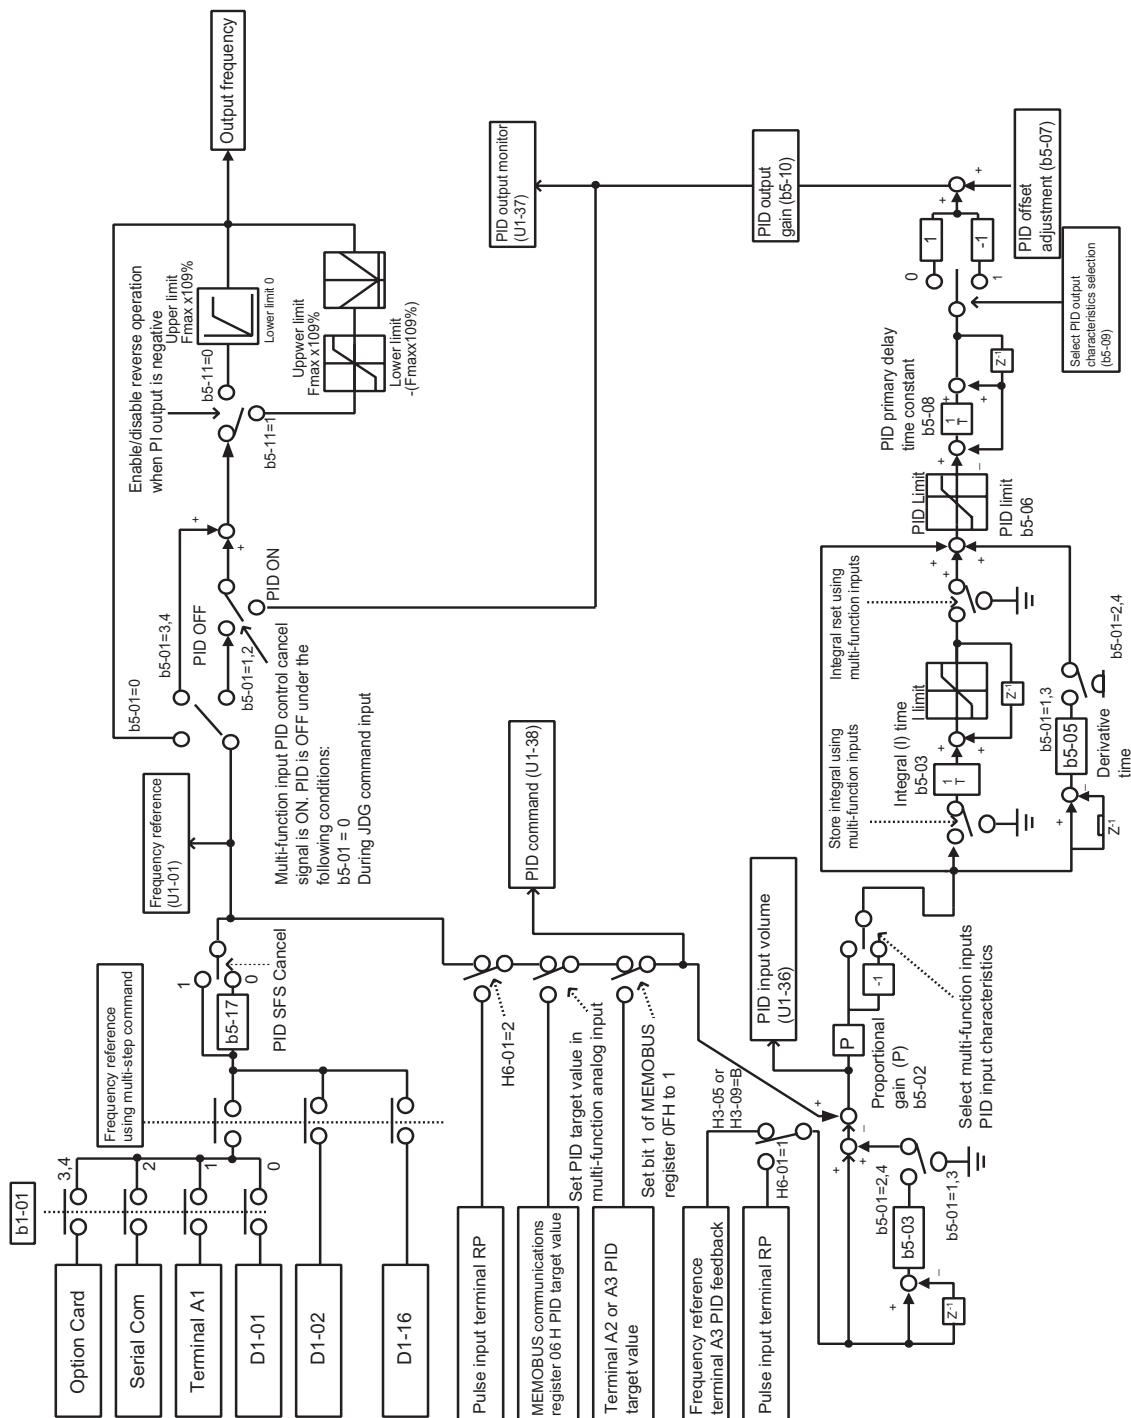 Option Card
Serial Com
Terminal A1
D1-01
D1-02
D1-16
b1-01
3,4
2
1
0
Frequency reference
using multi-step command
1
b5-17
0
PID SFS Cancel
Frequency reference
(U1-01)
b5-01=0
b5-01=3,4
PID OFF
b5-01=1,2
PID ON
+
+
Multi-function input PID control cancel
signal is ON. PID is OFF under the
following conditions:
b5-01 = 0
During JDG command input
Enable/disable reverse operation
when PI output is negative
b5-11=0
b5-11=1
Upper limit
Fmax x109%
Lower limit 0
Uppwer limit
Fmax x109%
Lower limit
-(Fmaxx109%)
Output frequency
Pulse input terminal RP
MEMOBUS communications
register 06 H PID target value
Terminal A2 or A3 PID
target value
Frequency reference
terminal A3 PID feedback
Pulse input terminal RP
H6-01=2
Set PID target value in
multi-function analog input
Set bit 1 of MEMOBUS
register 0FH to 1
PID command (U1-38)
H3-05 or
H3-09=B
H6-01=1
PID input volume
(U1-36)
+
−
+
+
+
−
Z-1
b5-03
b5-01=2,4
b5-01=1,3
P
Proportional
gain (P)
b5-02
-1
Select multi-function inputs
PID input characteristics
Store integral using
multi-function inputs
Integral (I) time
b5-03
1
T
+
+
I limit
Z-1
Integral rset using
multi-function inputs
+
−
Z-1
b5-05
b5-01=1,3
b5-01=2,4
Derivative
time
+
+
+
PID Limit
PID limit
b5-06
+
−
PID primary delay
time constant
b5-08
1
T
+
+
Z-1
0
1
1
-1
Select PID output
characteristics selection
(b5-09)
+
+
PID offset
adjustment (b5-07)
PID output
gain (b5-10)
PID output monitor
(U1-37)